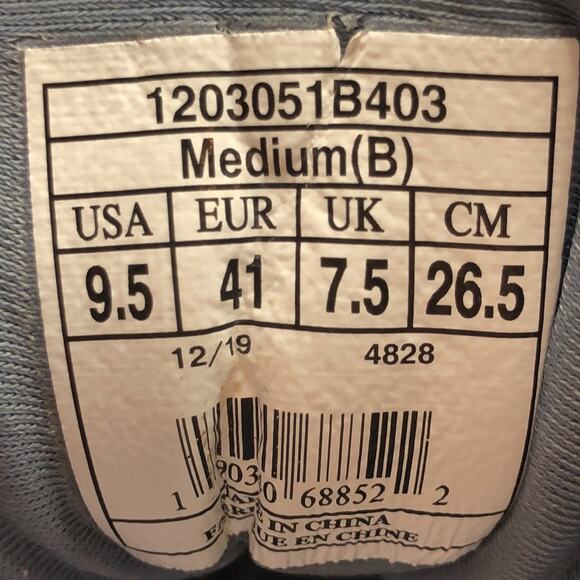 1203051B403
Medium(B)
USA EUR UK CM
9.5 41 7.5 26.5
12/19 4828
1 68852 2
IN CHINA
EN CHINE